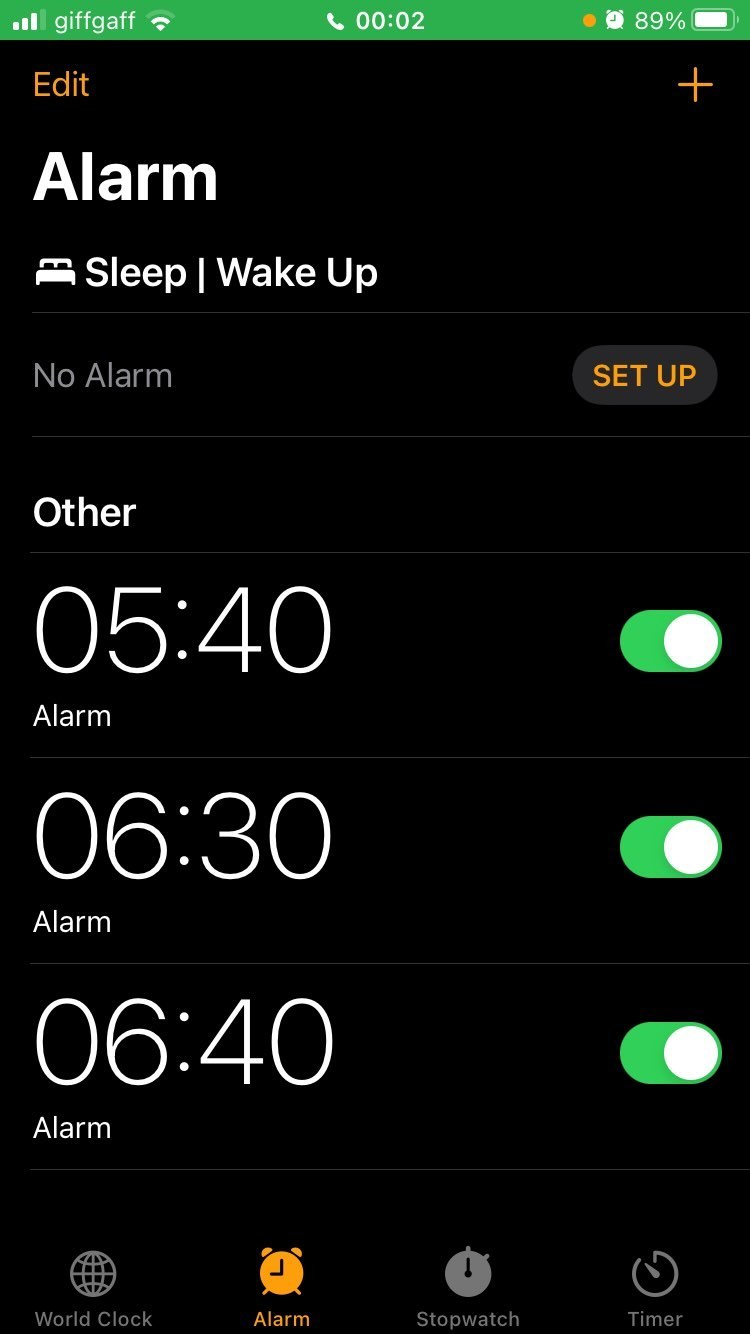 giffgaff 00:02 89%
Edit
Alarm
Sleep | Wake Up
No Alarm SET UP
Other
05:40
Alarm
06:30
Alarm
06:40
Alarm
World Clock Alarm Stopwatch Timer